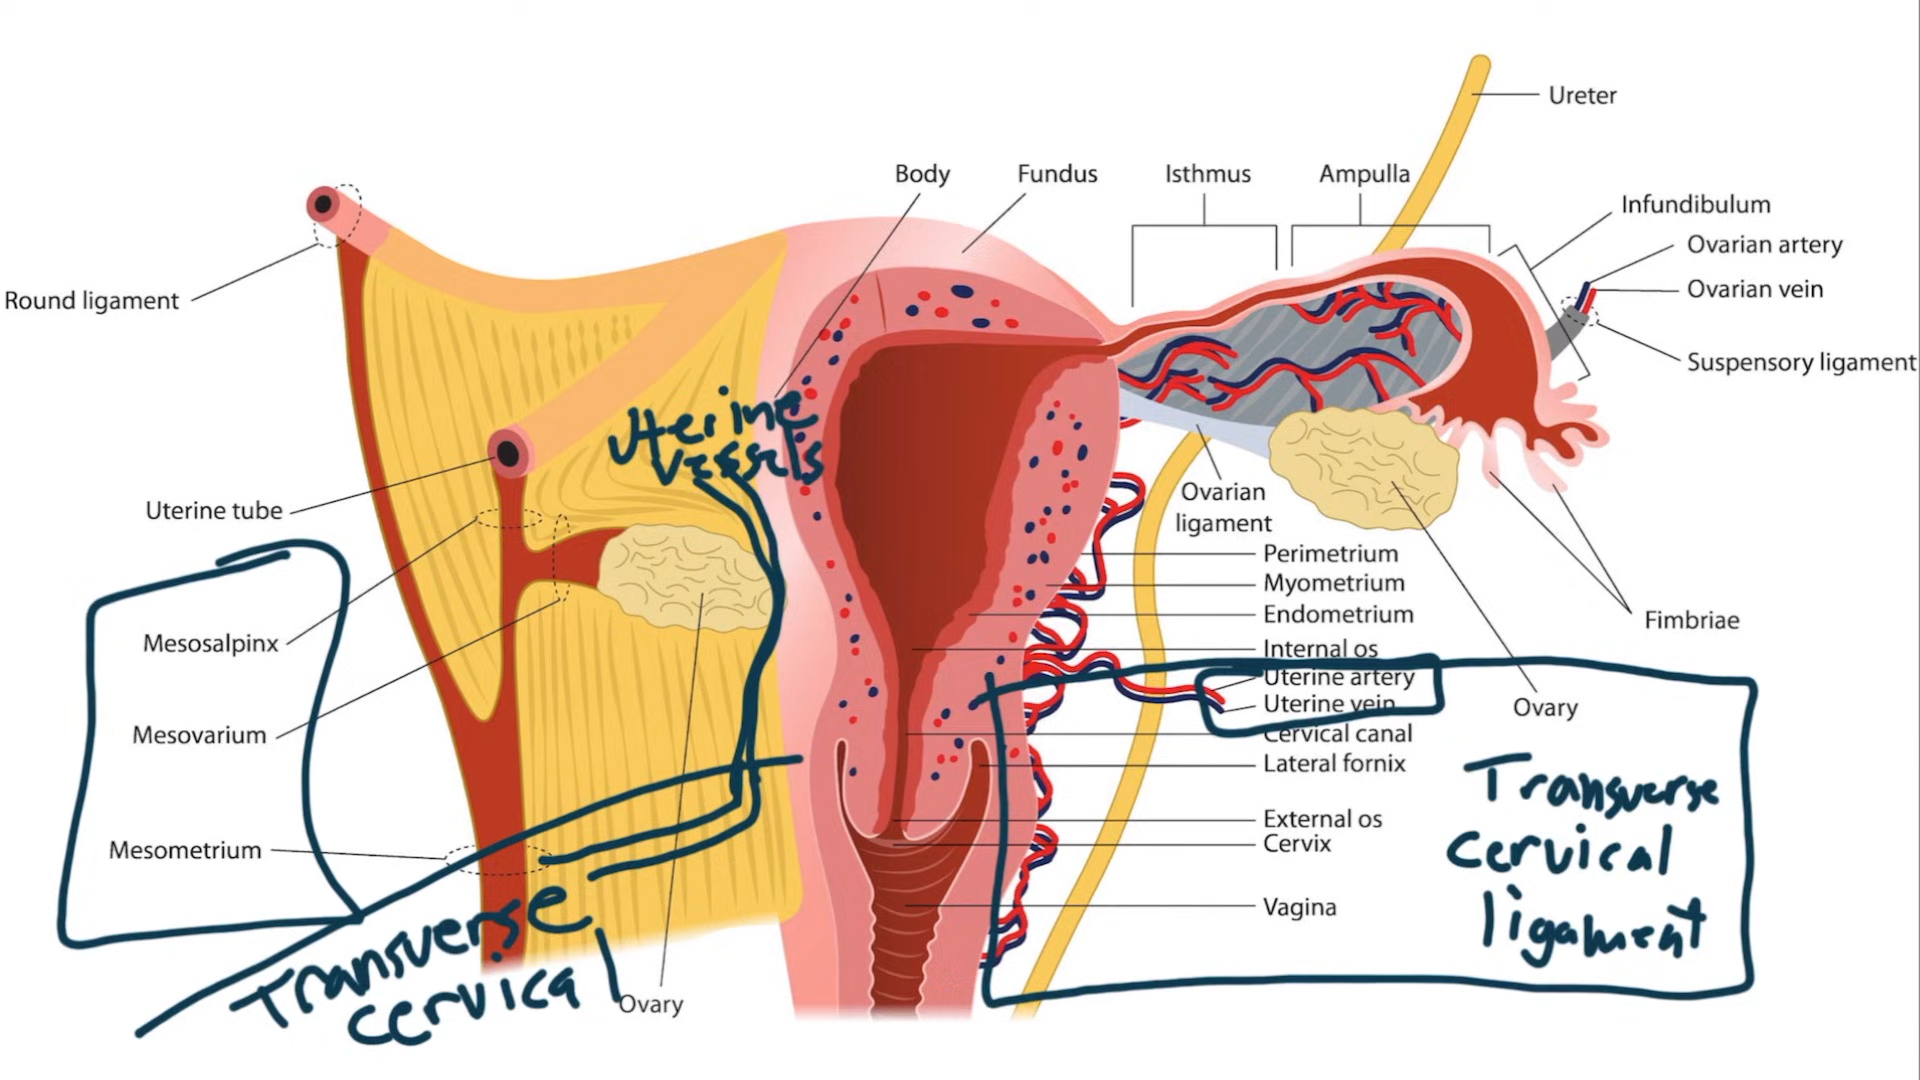 Ureter
Body
Fundus
Isthmus
Ampulla
Infundibulum
Ovarian artery
Ovarian vein
Suspensory ligament
Round ligament
Uterine
vessels
Uterine tube
Ovarian
ligament
Perimetrium
Myometrium
Endometrium
Internal os
Uterine artery
Uterine vein
Cervical canal
Lateral fornix
External os
Cervix
Vagina
Fimbriae
Ovary
Mesosalpinx
Mesovarium
Mesometrium
Transverse
cervical
ligament
Transverse
cervical
Ovary